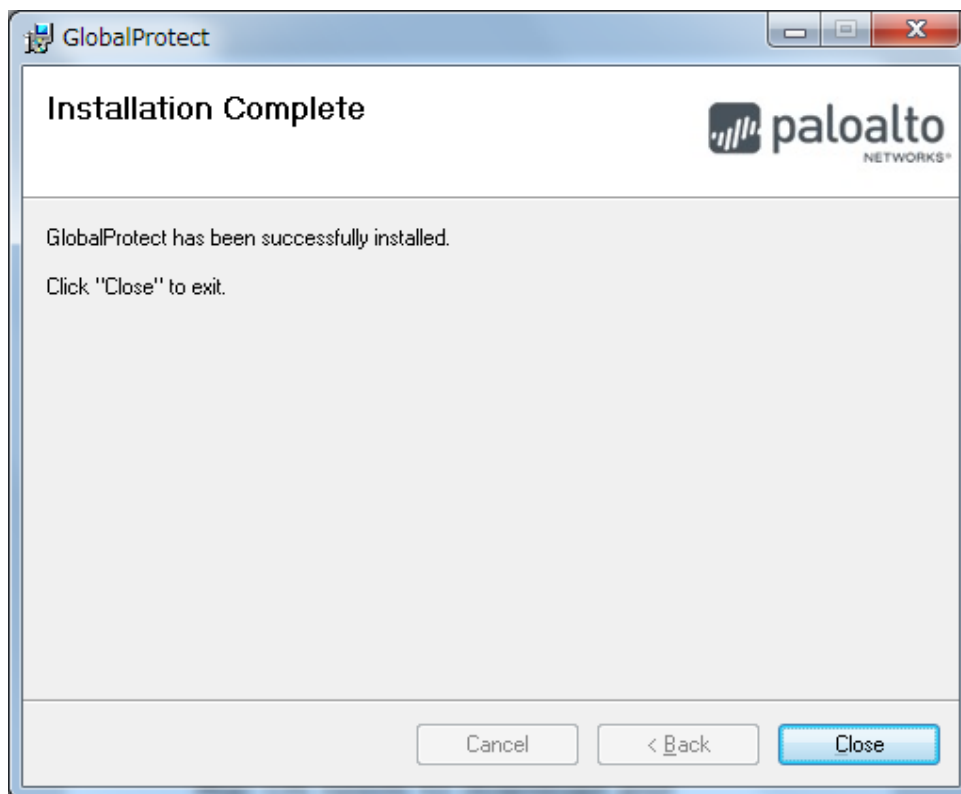 GlobalProtect
Installation Complete
paloalto
NETWORKS®
GlobalProtect has been successfully installed.
Click "Close" to exit.
Cancel
< Back
Close